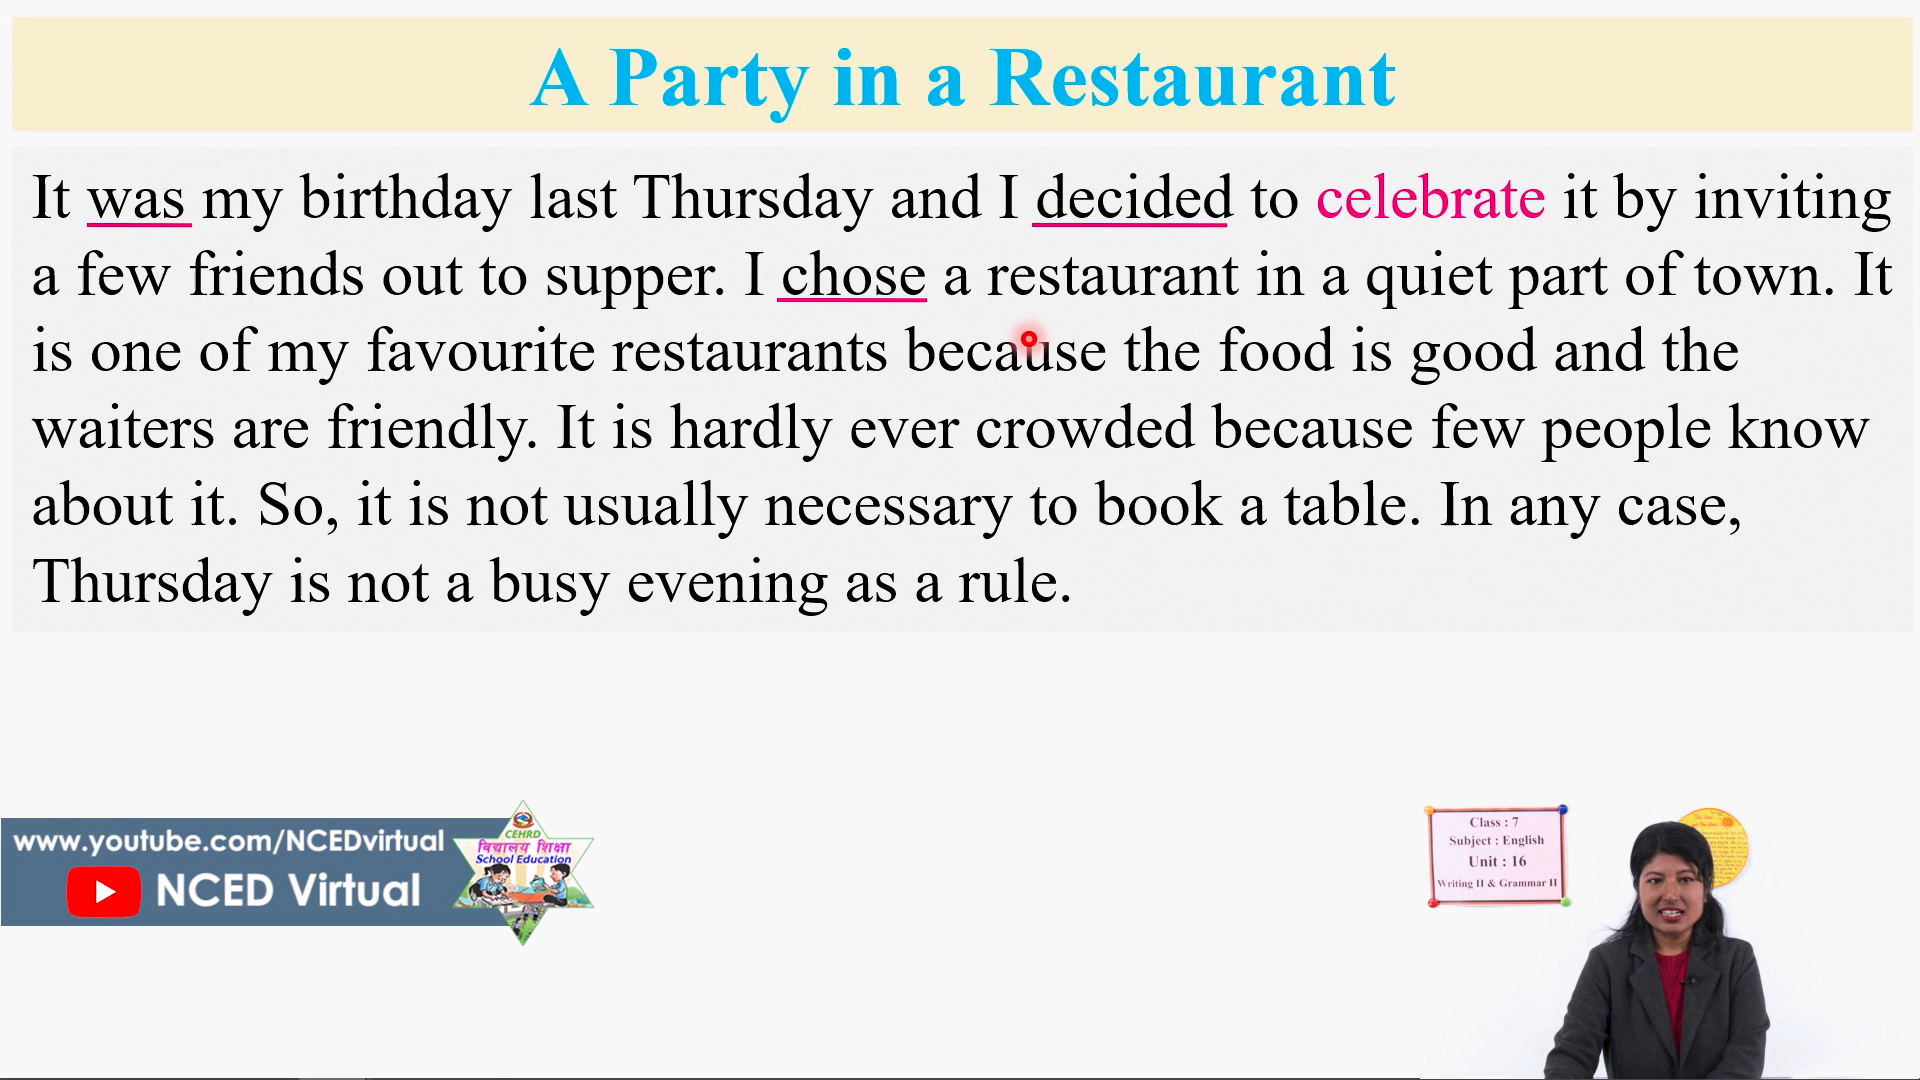 A Party in a Restaurant
It was my birthday last Thursday and I decided to celebrate it by inviting
a few friends out to supper. I chose a restaurant in a quiet part of town. It
is one of my favourite restaurants because the food is good and the
waiters are friendly. It is hardly ever crowded because few people know
about it. So, it is not usually necessary to book a table. In any case,
Thursday is not a busy evening as a rule.
www.youtube.com/NCEDvirtual
NCED Virtual
CEHRD
विद्यालय शिक्षा
School Education
Class : 7
Subject : English
Unit : 16
Writing II & Grammar II